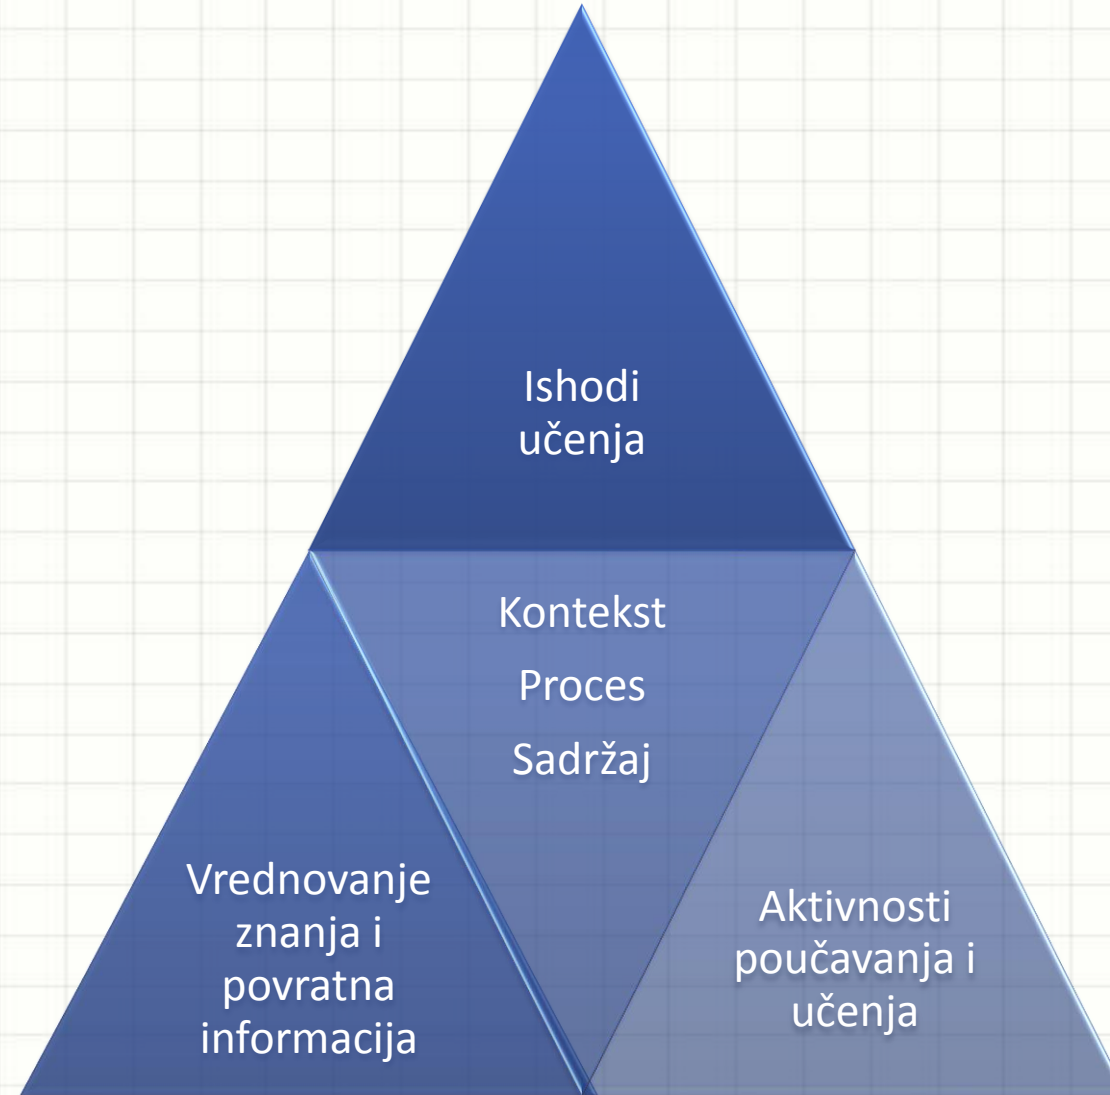 Ishodi
učenja
Kontekst
Proces
Sadržaj
Vrednovanje
znanja i
povratna
informacija
Aktivnosti
poučavanja i
učenja